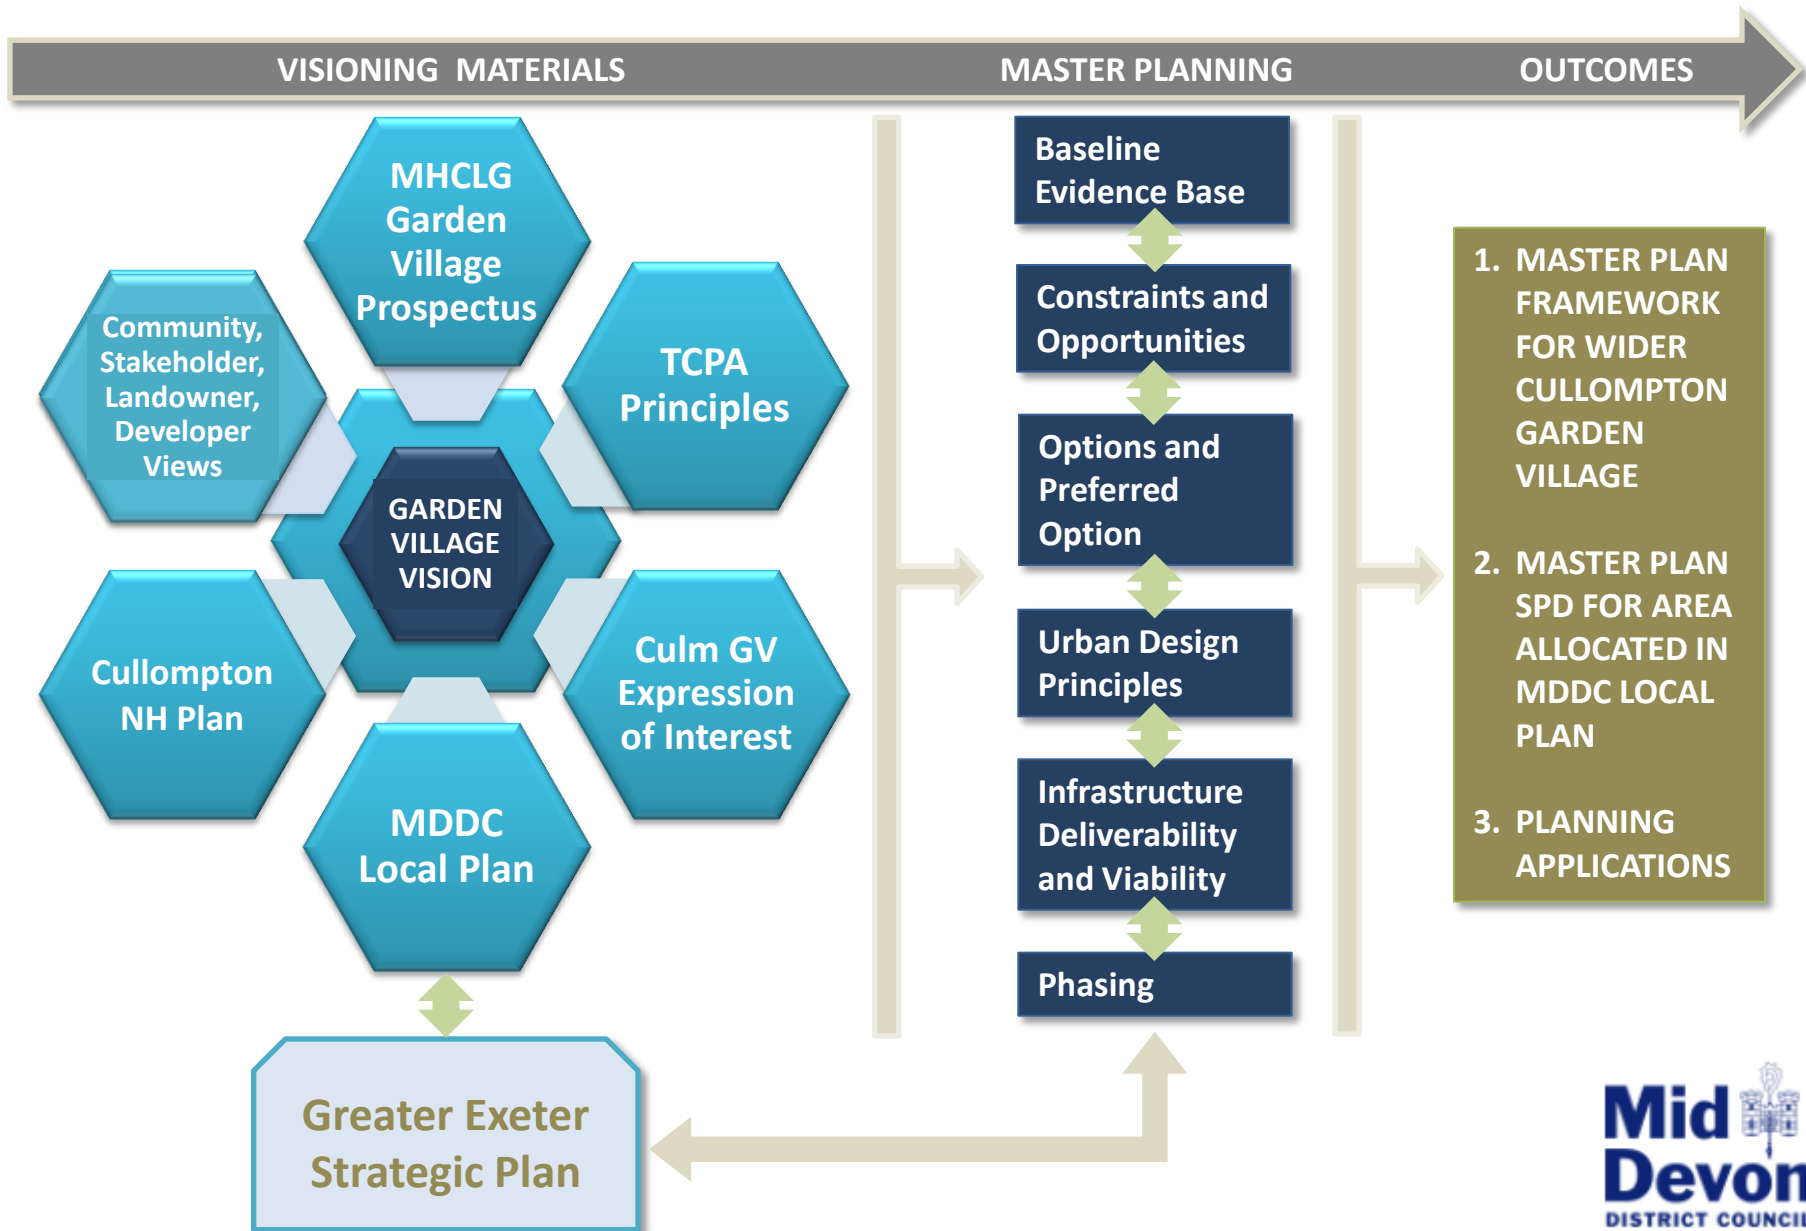 VISIONING MATERIALS
MASTER PLANNING
OUTCOMES
MHCLG
Garden
Village
Prospectus
TCPA
Principles
Community,
Stakeholder,
Landowner,
Developer
Views
GARDEN
VILLAGE
VISION
Cullompton
NH Plan
Culm GV
Expression
of Interest
MDDC
Local Plan
Greater Exeter
Strategic Plan
Baseline
Evidence Base
Constraints and
Opportunities
Options and
Preferred
Option
Urban Design
Principles
Infrastructure
Deliverability
and Viability
Phasing
1. MASTER PLAN
FRAMEWORK
FOR WIDER
CULLOMPTON
GARDEN
VILLAGE
2. MASTER PLAN
SPD FOR AREA
ALLOCATED IN
MDDC LOCAL
PLAN
3. PLANNING
APPLICATIONS
Mid
Devon
DISTRICT COUNCIL